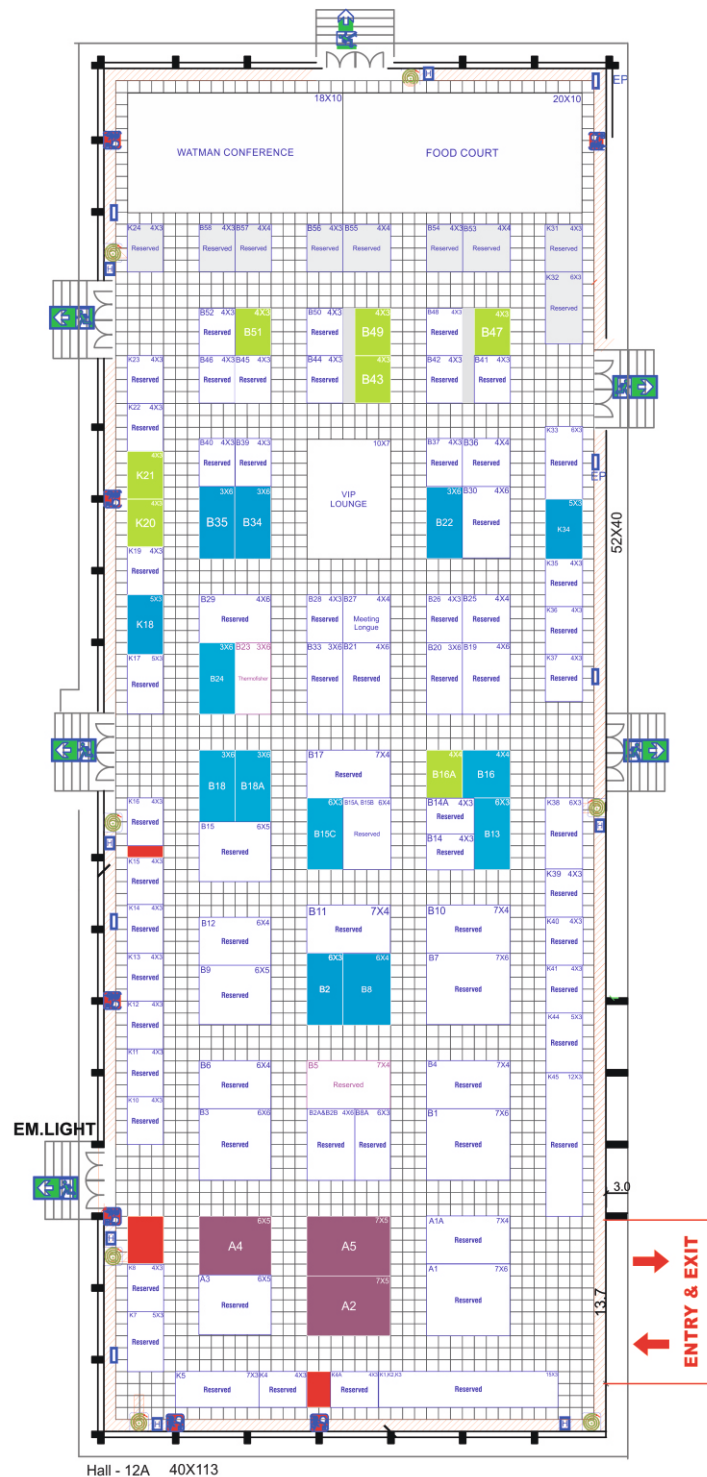 18X10
20X10
EP
WATMAN CONFERENCE
FOOD COURT
K24 4X3
Reserved
B58 4X3
Reserved
B57 4X4
Reserved
B56 4X3
Reserved
B55 4X4
Reserved
B54 4X3
Reserved
B53 4X4
Reserved
K31 4X3
Reserved
K32 6X3
Reserved
B52 4X3
Reserved
4X3
B51
B50 4X3
Reserved
4X3
B49
B48 4X3
Reserved
4X3
B47
K23 4X3
Reserved
B46 4X3
Reserved
B45 4X3
Reserved
B44 4X3
Reserved
4X3
B43
B42 4X3
Reserved
B41 4X3
Reserved
K22 4X3
Reserved
K33 6X3
Reserved
B40 4X3
Reserved
B39 4X3
Reserved
10X7
VIP
LOUNGE
B37 4X3
Reserved
B36 4X4
Reserved
4X3
K21
EP
3X6
B35
3X6
B34
3X6
B22
B30 4X6
Reserved
4X3
K20
5X3
K34
52X40
K19 4X3
Reserved
K35 4X3
Reserved
5X3
K18
B29 4X6
Reserved
B28 4X3
Reserved
B27 4X4
Meeting
Longue
B26 4X3
Reserved
B25 4X4
Reserved
K36 4X3
Reserved
3X6
B24
B23 3X6
Thermofisher
B33 3X6
Reserved
B21 4X6
Reserved
B20 3X6
Reserved
B19 4X6
Reserved
K17 5X3
Reserved
K37 4X3
Reserved
3X6
B18
3X6
B18A
B17 7X4
Reserved
4X4
B16A
4X4
B16
K16 4X3
Reserved
6X3
B15C
B15A, B15B 6X4
Reserved
B14A 4X3
Reserved
6X3
B13
K38 6X3
Reserved
B15 6X5
Reserved
B14 4X3
Reserved
K15 4X3
Reserved
K39 4X3
Reserved
K14 4X3
Reserved
B12 6X4
Reserved
B11 7X4
Reserved
B10 7X4
Reserved
K40 4X3
Reserved
K13 4X3
Reserved
B9 6X5
Reserved
6X3
B2
6X4
B8
B7 7X6
Reserved
K41 4X3
Reserved
K12 4X3
Reserved
K44 5X3
Reserved
K11 4X3
Reserved
B6 6X4
Reserved
B5 7X4
Reserved
B4 7X4
Reserved
K45 12X3
Reserved
K10 4X3
Reserved
B3 6X6
Reserved
B2A&B2B 4X6
Reserved
B8A 6X3
Reserved
B1 7X6
Reserved
EM.LIGHT
3.0
6X5
A4
7X5
A5
A1A 7X4
Reserved
K8 4X3
Reserved
A3 6X5
Reserved
7X5
A2
A1 7X6
Reserved
13.7
ENTRY & EXIT
K7 5X3
Reserved
K5 7X3
Reserved
K4 4X3
Reserved
4X3
Reserved
K1,K2,K3 15X3
Reserved
Hall - 12A 40X113